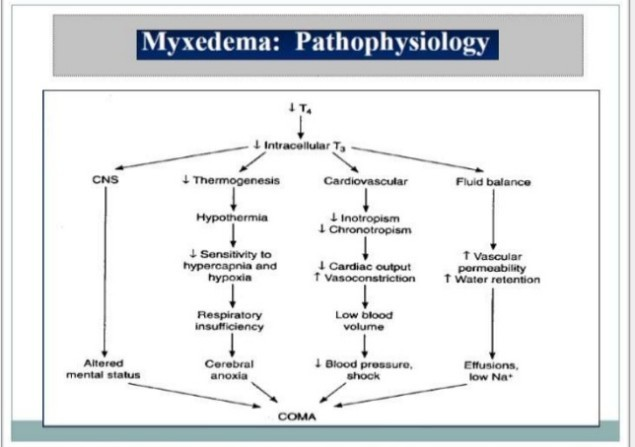 Myxedema: Pathophysiology
↓ T₄
↓ Intracellular T₃
CNS
↓ Thermogenesis
Cardiovascular
Fluid balance
Hypothermia
↓ Inotropism
↓ Chronotropism
↓ Sensitivity to
hypercapnia and
hypoxia
↓ Cardiac output
↑ Vasoconstriction
↑ Vascular
permeability
↑ Water retention
Respiratory
insufficiency
Low blood
volume
Altered
mental status
Cerebral
anoxia
↓ Blood pressure,
shock
Effusions,
low Na⁺
COMA